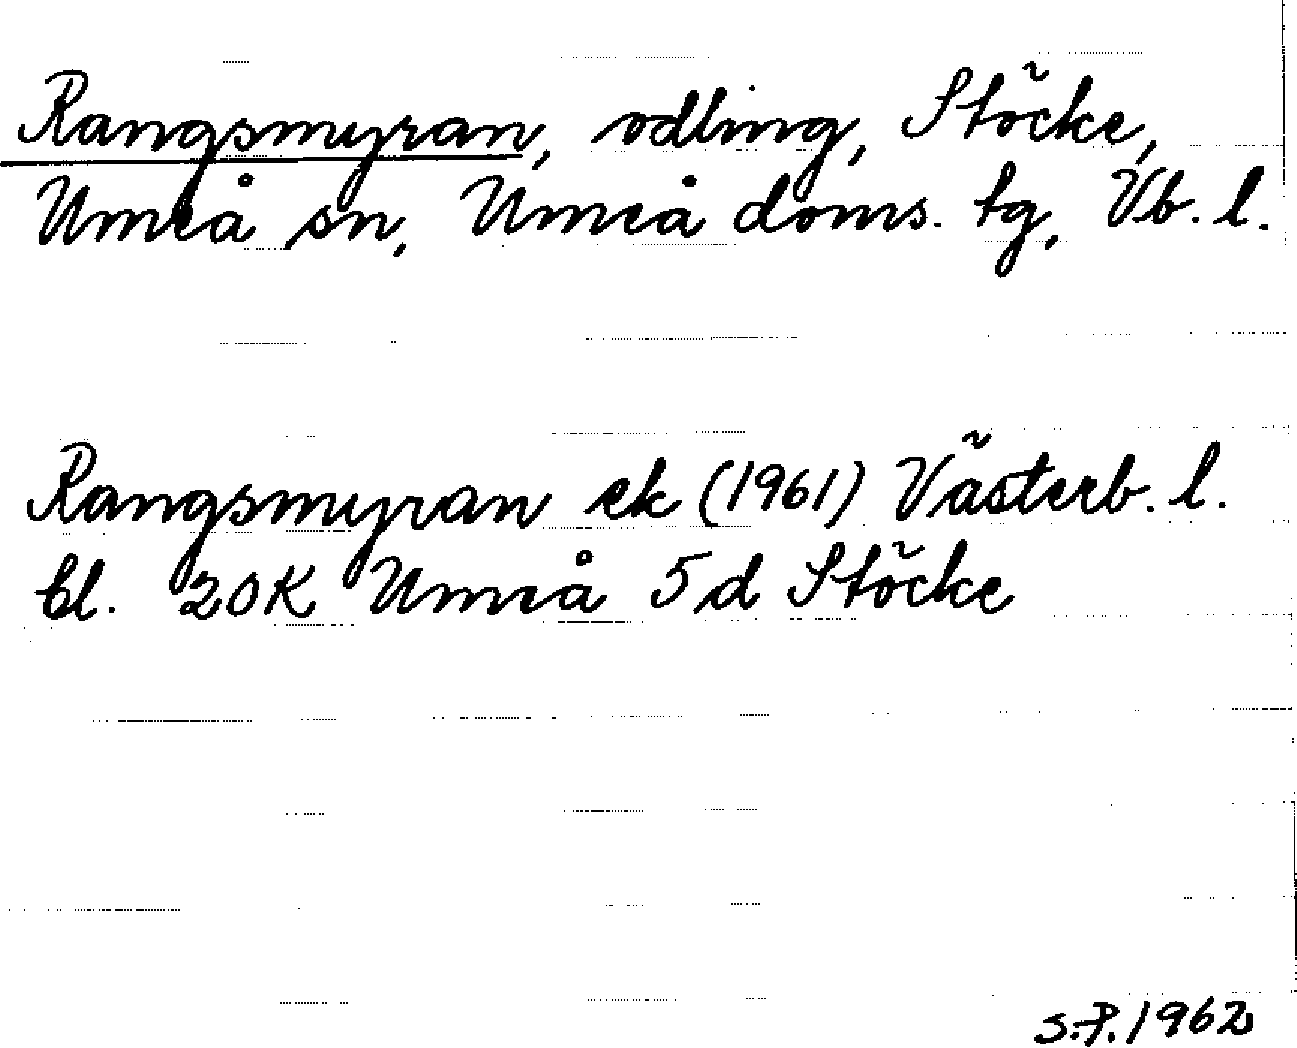 Rangsmyran, odling, Stöcke,
Umeå sn, Umeå doms. tg, Vb. l.
Rangsmyran ek (1961) Västerb. l.
bl. 20K Umeå 5d Stöcke
S.P. 1962